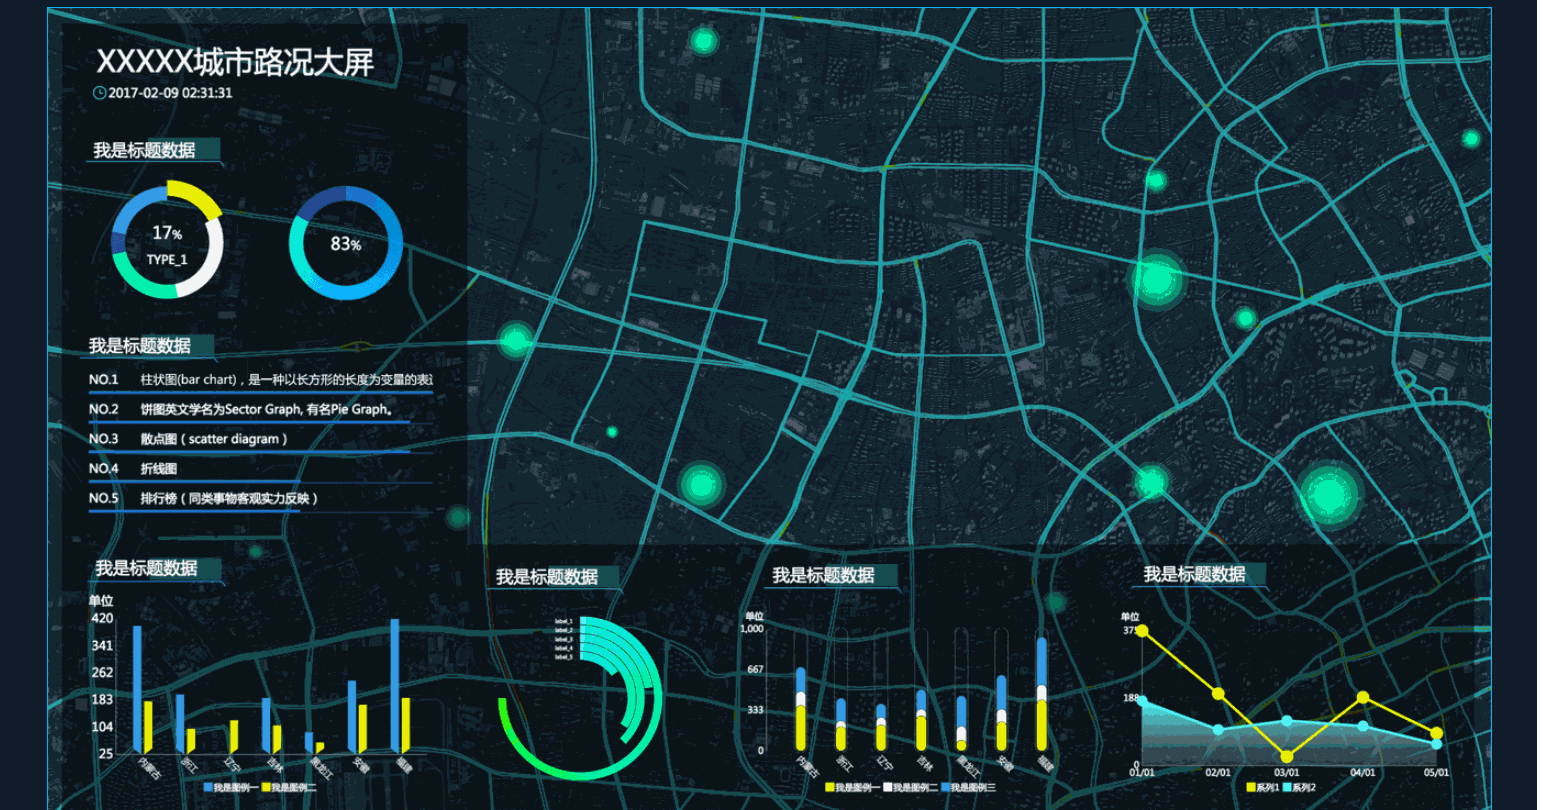 XXXXX城市路况大屏
2017-02-09 02:31:31
我是标题数据
17%
TYPE_1
83%
我是标题数据
NO.1 柱状图(bar chart)，是一种以长方形的长度为变量的表
NO.2 饼图英文学名为Sector Graph, 有名Pie Graph。
NO.3 散点图（scatter diagram）
NO.4 折线图
NO.5 排行榜（同类事物客观实力反映）
我是标题数据
单位
420
341
262
183
104
25
内蒙古 浙江 辽宁 吉林 黑龙江 安徽 福建
我是图例一 我是图例二
我是标题数据
label_1
label_2
label_3
label_4
label_5
我是标题数据
单位
1,000
667
333
0
内蒙古 浙江 辽宁 吉林 黑龙江 安徽 福建
我是图例一 我是图例二 我是图例三
我是标题数据
单位
375
188
0
01/01 02/01 03/01 04/01 05/01
系列1 系列2